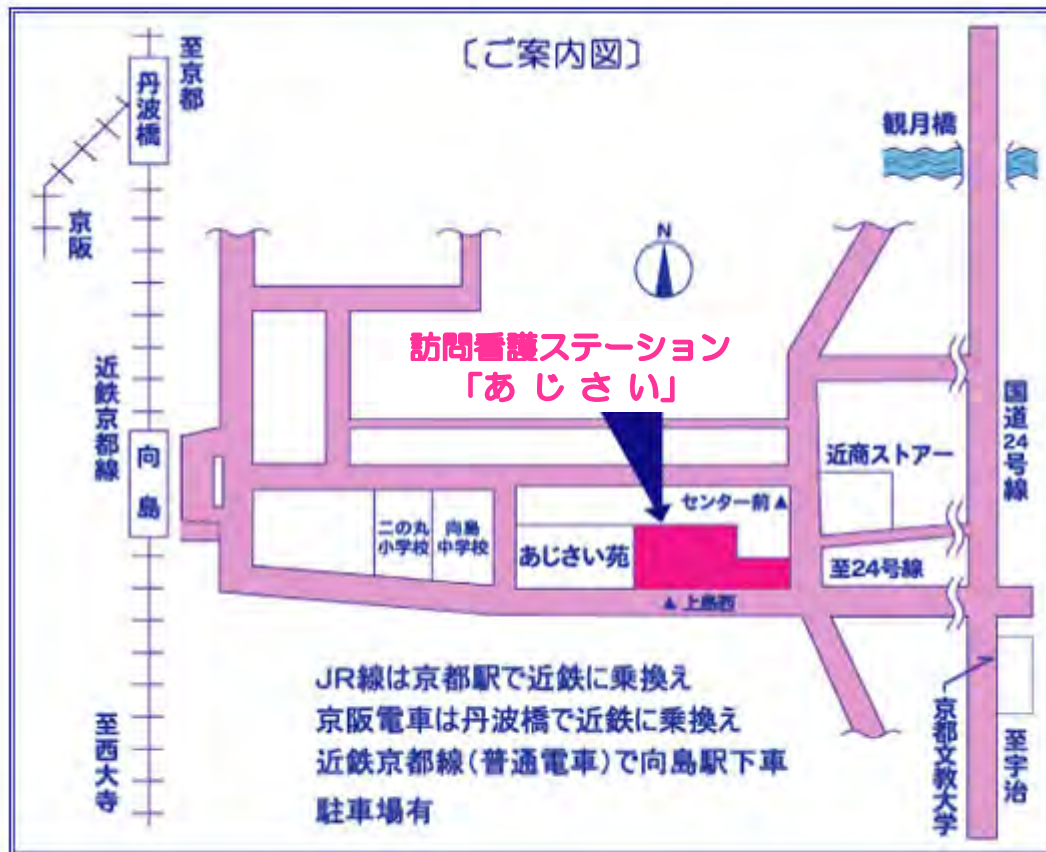 〔ご案内図〕
至京都
丹波橋
京阪
観月橋
N
訪問看護ステーション
「あじさい」
近鉄京都線
向島
国道24号線
近商ストアー
センター前▲
二の丸
小学校
向島
中学校
あじさい苑
至24号線
▲上島西
JR線は京都駅で近鉄に乗換え
京阪電車は丹波橋で近鉄に乗換え
近鉄京都線(普通電車)で向島駅下車
駐車場有
至西大寺
京都文教大学
至宇治